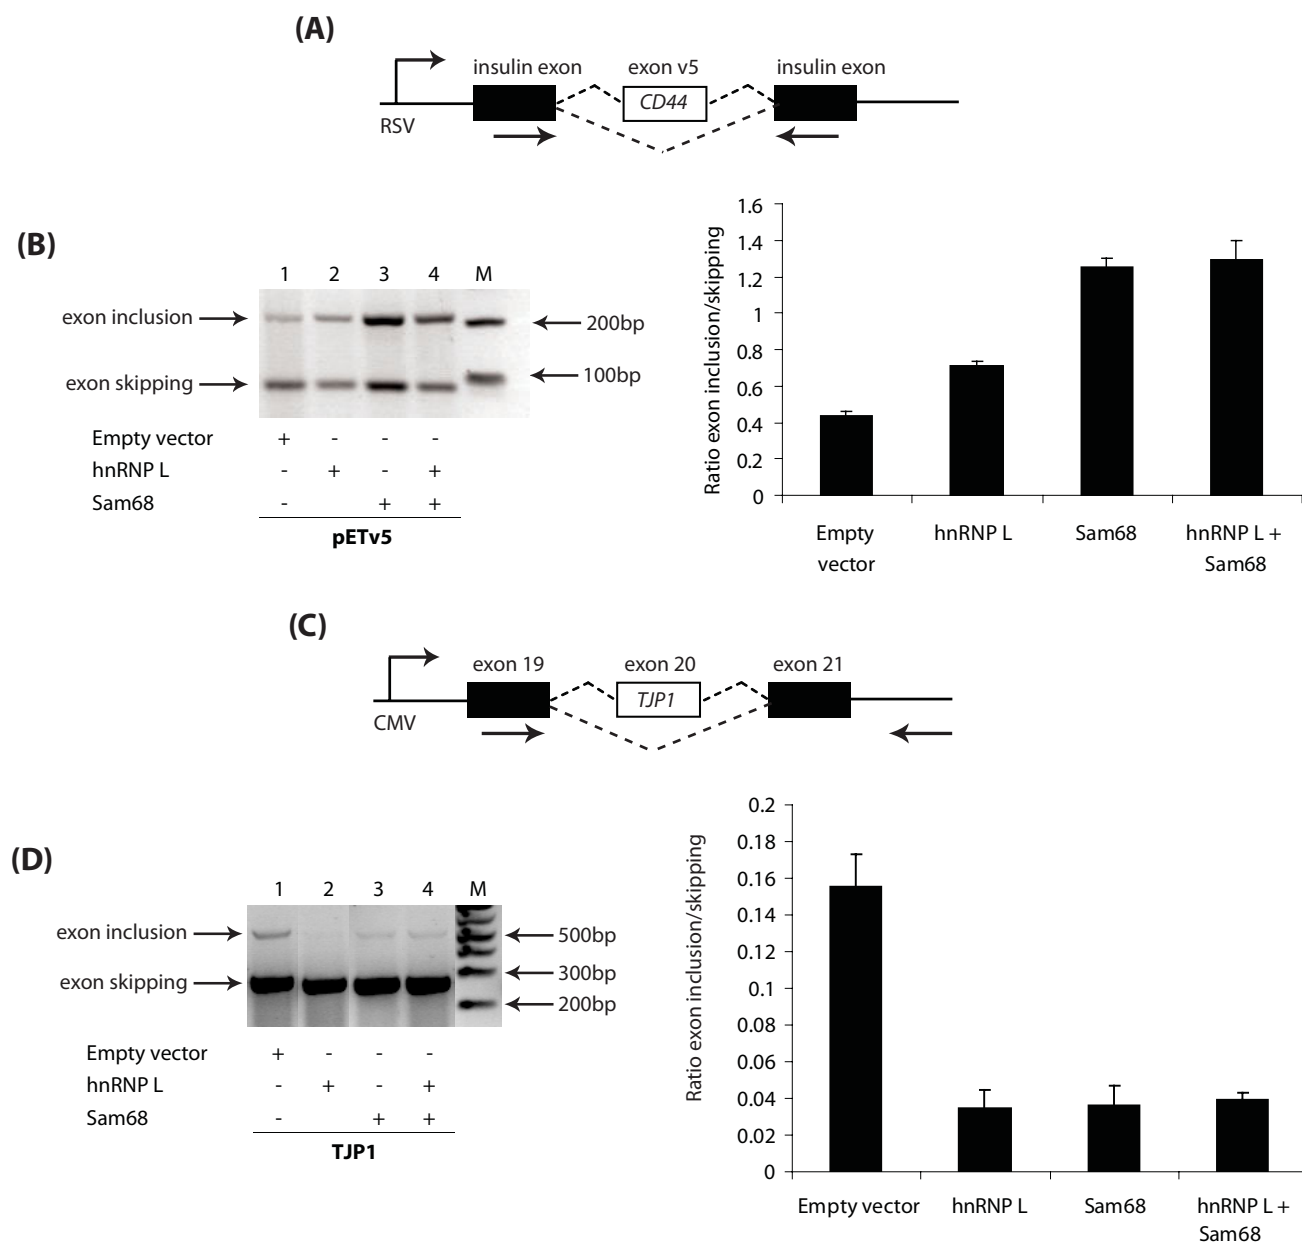 (A)
insulin exon exon v5 insulin exon
CD44
RSV
(B)
1 2 3 4 M
exon inclusion
200bp
exon skipping
100bp
Empty vector + - - -
hnRNP L - + - +
Sam68 - - + +
pETv5
Ratio exon inclusion/skipping
1.6
1.4
1.2
1
0.8
0.6
0.4
0.2
0
Empty vector
hnRNP L
Sam68
hnRNP L +
Sam68
(C)
exon 19 exon 20 exon 21
TJP1
CMV
(D)
1 2 3 4 M
exon inclusion
500bp
300bp
exon skipping
200bp
Empty vector + - - -
hnRNP L - + - +
Sam68 - - + +
TJP1
Ratio exon inclusion/skipping
0.2
0.18
0.16
0.14
0.12
0.1
0.08
0.06
0.04
0.02
0
Empty vector
hnRNP L
Sam68
hnRNP L +
Sam68